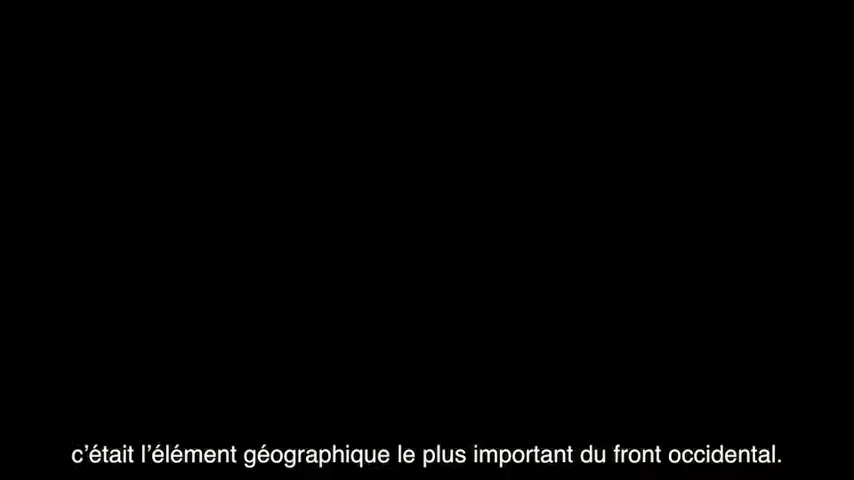 c’était l’élément géographique le plus important du front occidental.